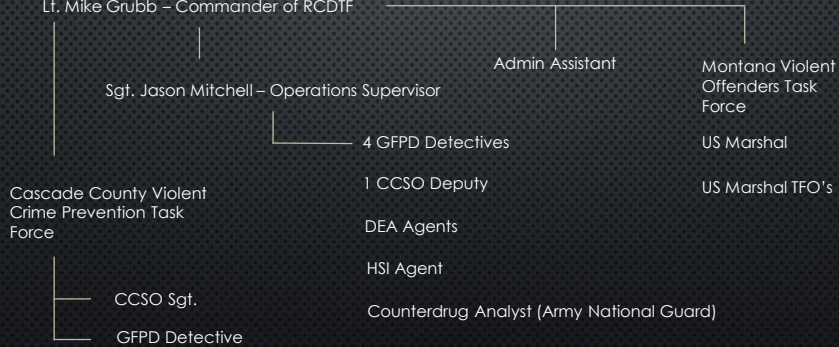 Lt. Mike Grubb – Commander of RCDTF
Admin Assistant
Montana Violent
Offenders Task
Force
Sgt. Jason Mitchell – Operations Supervisor
4 GFPD Detectives
US Marshal
1 CCSO Deputy
US Marshal TFO's
Cascade County Violent
Crime Prevention Task
Force
DEA Agents
HSI Agent
CCSO Sgt.
Counterdrug Analyst (Army National Guard)
GFPD Detective